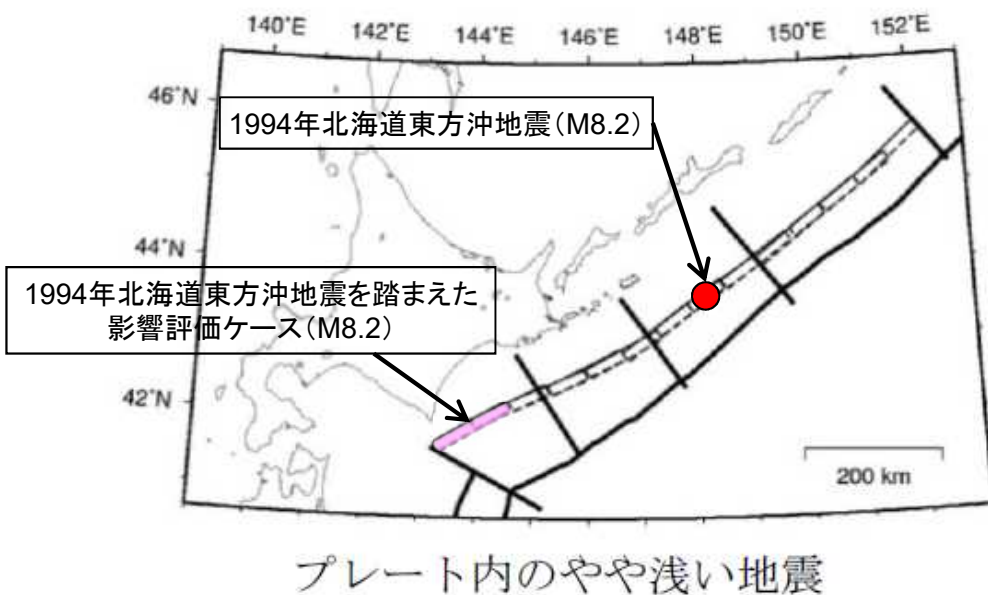 140°E 142°E 144°E 146°E 148°E 150°E 152°E
46°N
1994年北海道東方沖地震(M8.2)
44°N
1994年北海道東方沖地震を踏まえた
影響評価ケース(M8.2)
42°N
200 km
プレート内のやや浅い地震